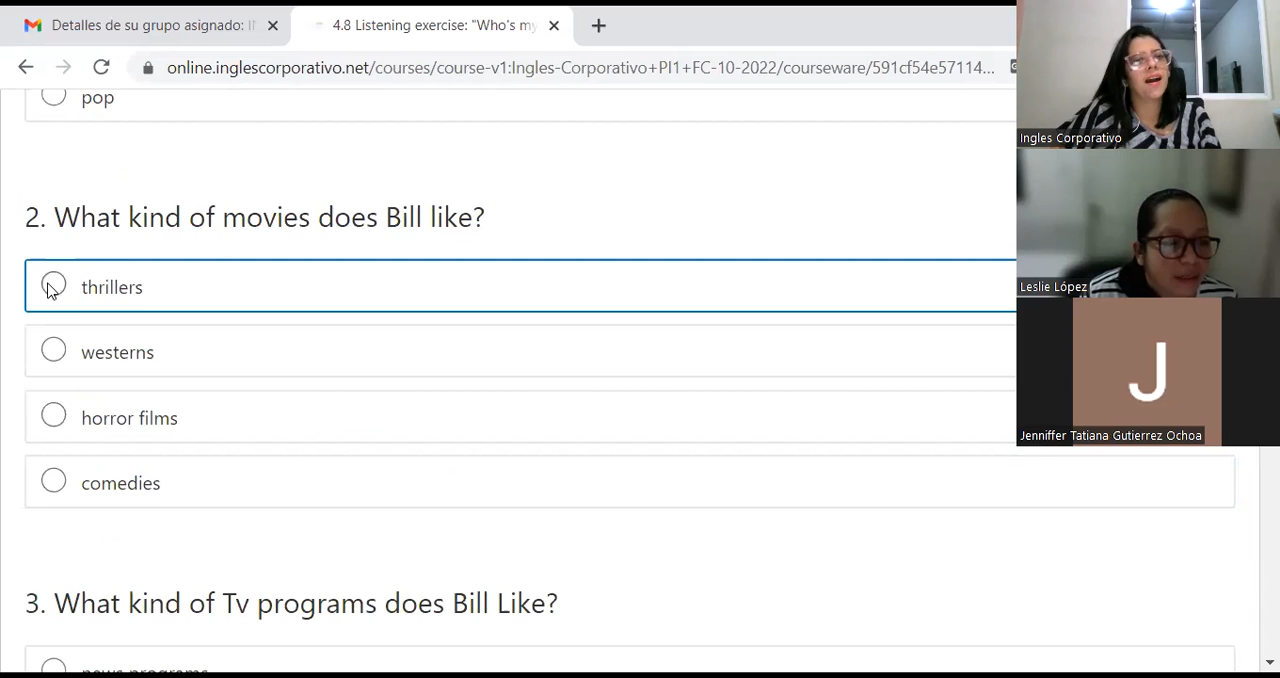 Detalles de su grupo asignado: I
4.8 Listening exercise: "Who's my
online.inglescorporativo.net/courses/course-v1:Ingles-Corporativo+PI1+FC-10-2022/courseware/591cf54e57114...
pop
2. What kind of movies does Bill like?
thrillers
westerns
horror films
comedies
3. What kind of Tv programs does Bill Like?
news programs
Ingles Corporativo
Leslie López
J
Jenniffer Tatiana Gutierrez Ochoa